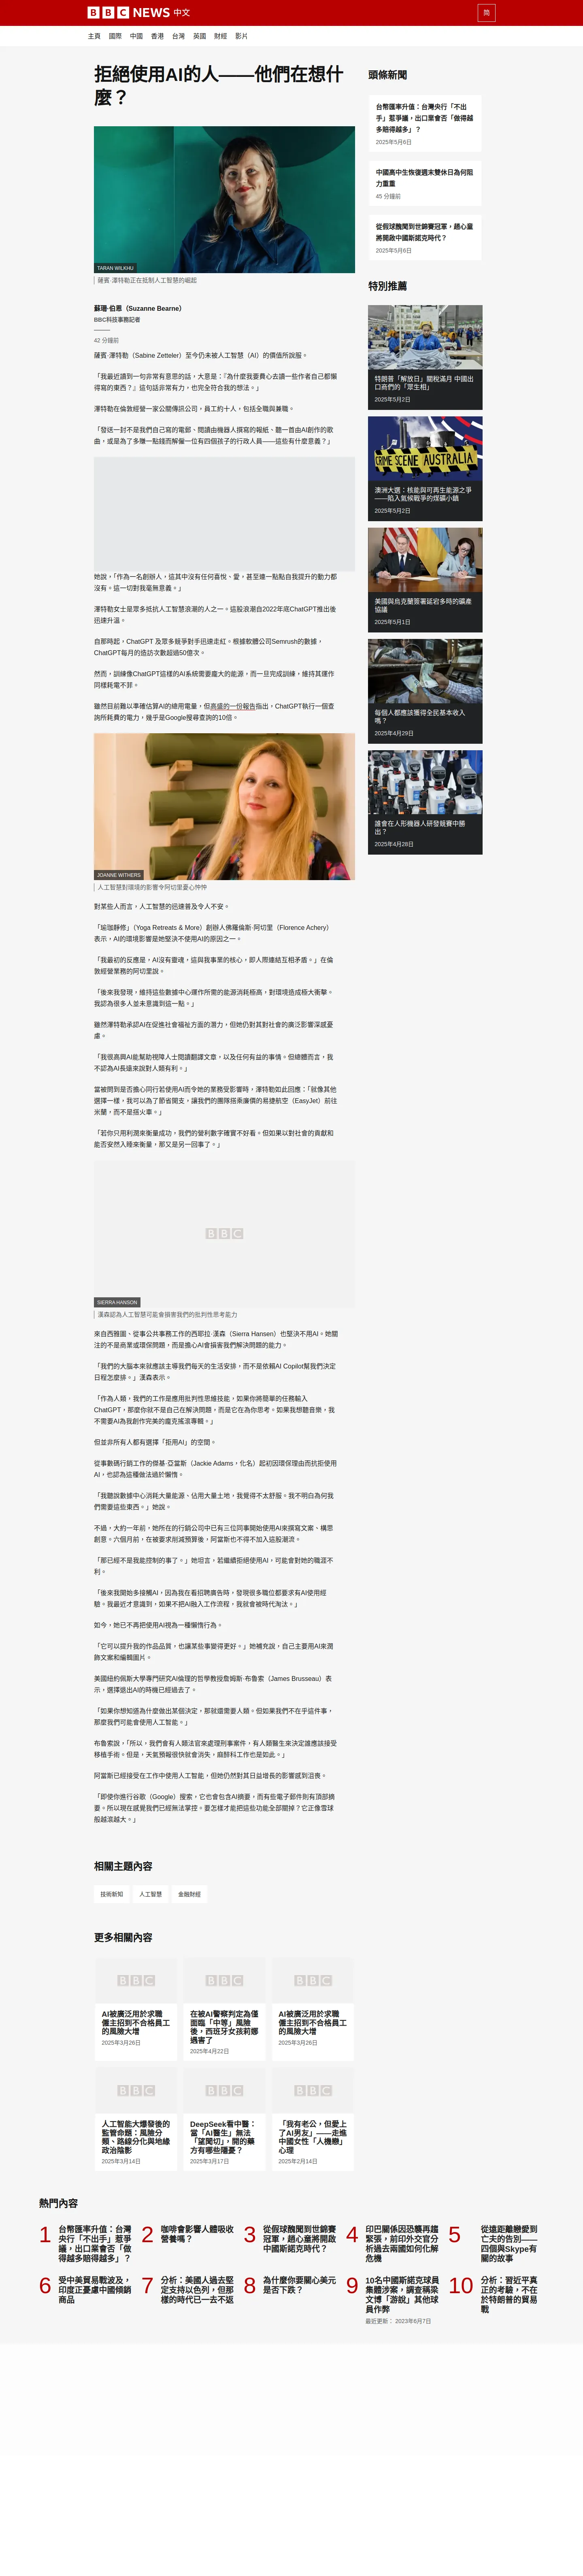 BBC NEWS 中文
简
主頁 國際 中國 香港 台灣 英國 財經 影片
拒絕使用AI的人——他們在想什
麼？
TARAN WILKHU
薩賓·澤特勒正在抵制人工智慧的崛起
蘇珊·伯恩（Suzanne Bearne）
BBC科技事務記者
42 分鐘前
薩賓·澤特勒（Sabine Zetteler）至今仍未被人工智慧（AI）的價值所說服。
「我最近讀到一句非常有意思的話，大意是：『為什麼我要費心去讀一些作者自己都懶
得寫的東西？』這句話非常有力，也完全符合我的想法。」
澤特勒在倫敦經營一家公關傳訊公司，員工約十人，包括全職與兼職。
「發送一封不是我們自己寫的電郵、閱讀由機器人撰寫的報紙、聽一首由AI創作的歌
曲，或是為了多賺一點錢而解僱一位有四個孩子的行政人員——這些有什麼意義？」
她說，「作為一名創辦人，這其中沒有任何喜悅、愛，甚至連一點點自我提升的動力都
沒有。這一切對我毫無意義。」
澤特勒女士是眾多抵抗人工智慧浪潮的人之一。這股浪潮自2022年底ChatGPT推出後
迅速升溫。
自那時起，ChatGPT 及眾多競爭對手迅速走紅。根據軟體公司Semrush的數據，
ChatGPT每月的造訪次數超過50億次。
然而，訓練像ChatGPT這樣的AI系統需要龐大的能源，而一旦完成訓練，維持其運作
同樣耗電不菲。
雖然目前難以準確估算AI的總用電量，但高盛的一份報告指出，ChatGPT執行一個查
詢所耗費的電力，幾乎是Google搜尋查詢的10倍。
JOANNE WITHERS
人工智慧對環境的影響令阿切里憂心忡忡
對某些人而言，人工智慧的迅速普及令人不安。
「瑜珈靜修」（Yoga Retreats & More）創辦人佛羅倫斯·阿切里（Florence Achery）
表示，AI的環境影響是她堅決不使用AI的原因之一。
「我最初的反應是，AI沒有靈魂，這與我事業的核心，即人際連結互相矛盾。」在倫
敦經營業務的阿切里說。
「後來我發現，維持這些數據中心運作所需的能源消耗極高，對環境造成極大衝擊。
我認為很多人並未意識到這一點。」
雖然澤特勒承認AI在促進社會福祉方面的潛力，但她仍對其對社會的廣泛影響深感憂
慮。
「我很高興AI能幫助視障人士閱讀翻譯文章，以及任何有益的事情。但總體而言，我
不認為AI長遠來說對人類有利。」
當被問到是否擔心同行若使用AI而令她的業務受影響時，澤特勒如此回應：「就像其他
選擇一樣，我可以為了節省開支，讓我們的團隊搭乘廉價的易捷航空（EasyJet）前往
米蘭，而不是搭火車。」
「若你只用利潤來衡量成功，我們的營利數字確實不好看。但如果以對社會的貢獻和
能否安然入睡來衡量，那又是另一回事了。」
BBC
SIERRA HANSON
漢森認為人工智慧可能會損害我們的批判性思考能力
來自西雅圖、從事公共事務工作的西耶拉·漢森（Sierra Hansen）也堅決不用AI。她關
注的不是商業或環保問題，而是擔心AI會損害我們解決問題的能力。
「我們的大腦本來就應該主導我們每天的生活安排，而不是依賴AI Copilot幫我們決定
日程怎麼排。」漢森表示。
「作為人類，我們的工作是應用批判性思維技能，如果你將簡單的任務輸入
ChatGPT，那麼你就不是自己在解決問題，而是它在為你思考。如果我想聽音樂，我
不需要AI為我創作完美的龐克搖滾專輯。」
但並非所有人都有選擇「拒用AI」的空間。
從事數碼行銷工作的傑基·亞當斯（Jackie Adams，化名）起初因環保理由而抗拒使用
AI，也認為這種做法過於懶惰。
「我聽說數據中心消耗大量能源、佔用大量土地，我覺得不太舒服。我不明白為何我
們需要這些東西。」她說。
不過，大約一年前，她所在的行銷公司中已有三位同事開始使用AI來撰寫文案、構思
創意。六個月前，在被要求削減預算後，阿當斯也不得不加入這股潮流。
「那已經不是我能控制的事了。」她坦言，若繼續拒絕使用AI，可能會對她的職涯不
利。
「後來我開始多接觸AI，因為我在看招聘廣告時，發現很多職位都要求有AI使用經
驗。我最近才意識到，如果不把AI融入工作流程，我就會被時代淘汰。」
如今，她已不再把使用AI視為一種懶惰行為。
「它可以提升我的作品品質，也讓某些事變得更好。」她補充說，自己主要用AI來潤
飾文案和編輯圖片。
美國紐約佩斯大學專門研究AI倫理的哲學教授詹姆斯·布魯索（James Brusseau）表
示，選擇退出AI的時機已經過去了。
「如果你想知道為什麼做出某個決定，那就還需要人類。但如果我們不在乎這件事，
那麼我們可能會使用人工智能。」
布魯索說，「所以，我們會有人類法官來處理刑事案件，有人類醫生來決定誰應該接受
移植手術。但是，天氣預報很快就會消失，麻醉科工作也是如此。」
阿當斯已經接受在工作中使用人工智能，但她仍然對其日益增長的影響感到沮喪。
「即使你進行谷歌（Google）搜索，它也會包含AI摘要，而有些電子郵件則有頂部摘
要。所以現在感覺我們已經無法掌控。要怎樣才能把這些功能全部關掉？它正像雪球
般越滾越大。」
相關主題內容
技術新知 人工智慧 金融財經
更多相關內容
BBC BBC BBC
AI被廣泛用於求職
僱主招到不合格員工
的風險大增
2025年3月26日
在被AI警察判定為僅
面臨「中等」風險
後，西班牙女孩莉娜
遇害了
2025年4月22日
AI被廣泛用於求職
僱主招到不合格員工
的風險大增
2025年3月26日
BBC BBC BBC
人工智能大爆發後的
監管命題：風險分
類、路線分化與地緣
政治陰影
2025年3月14日
DeepSeek看中醫：
當「AI醫生」無法
「望聞切」，開的藥
方有哪些隱憂？
2025年3月17日
「我有老公，但愛上
了AI男友」——走進
中國女性「人機戀」
心理
2025年2月14日
頭條新聞
台幣匯率升值：台灣央行「不出
手」惹爭議，出口業會否「做得越
多賠得越多」？
2025年5月6日
中國高中生恢復週末雙休日為何阻
力重重
45 分鐘前
從假球醜聞到世錦賽冠軍，趙心童
將開啟中國斯諾克時代？
2025年5月6日
特別推薦
特朗普「解放日」關稅滿月 中國出
口商們的「眾生相」
2025年5月2日
CRIME SCENE AUSTRALIA
澳洲大選：核能與可再生能源之爭
——陷入氣候戰爭的煤礦小鎮
2025年5月2日
美國與烏克蘭簽署延宕多時的礦產
協議
2025年5月1日
每個人都應該獲得全民基本收入
嗎？
2025年4月29日
誰會在人形機器人研發競賽中勝
出？
2025年4月28日
熱門內容
1
台幣匯率升值：台灣
央行「不出手」惹爭
議，出口業會否「做
得越多賠得越多」？
2
咖啡會影響人體吸收
營養嗎？
3
從假球醜聞到世錦賽
冠軍，趙心童將開啟
中國斯諾克時代？
4
印巴關係因恐襲再趨
緊張，前印外交官分
析過去兩國如何化解
危機
5
從遠距離戀愛到
亡夫的告別——
四個與Skype有
關的故事
6
受中美貿易戰波及，
印度正憂慮中國傾銷
商品
7
分析：美國人過去堅
定支持以色列，但那
樣的時代已一去不返
8
為什麼你要關心美元
是否下跌？
9
10名中國斯諾克球員
集體涉案，調查稱梁
文博「游說」其他球
員作弊
最近更新： 2023年6月7日
10
分析：習近平真
正的考驗，不在
於特朗普的貿易
戰